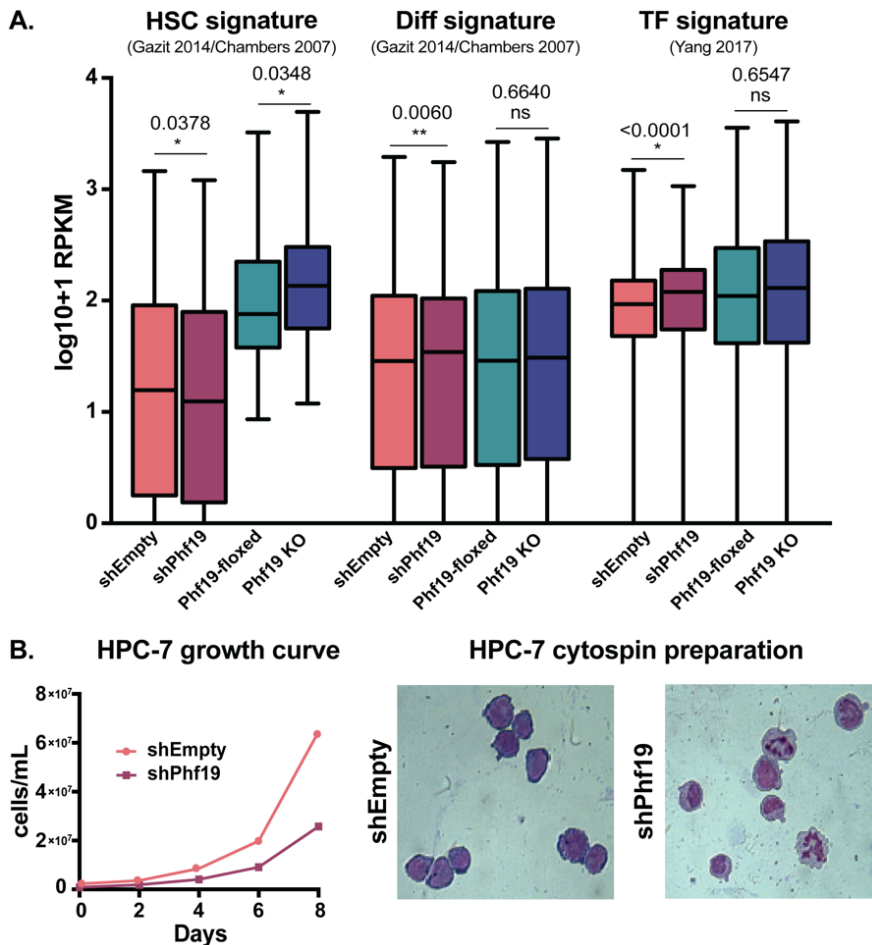 A.
HSC signature
(Gazit 2014/Chambers 2007)
Diff signature
(Gazit 2014/Chambers 2007)
TF signature
(Yang 2017)
log10+1 RPKM
4
3
2
1
0
0.0378
*
0.0348
*
0.0060
**
0.6640
ns
<0.0001
*
0.6547
ns
shEmpty
shPhf19
Phf19-floxed
Phf19 KO
shEmpty
shPhf19
Phf19-floxed
Phf19 KO
shEmpty
shPhf19
Phf19-floxed
Phf19 KO
B.
HPC-7 growth curve
cells/mL
8×10⁷
6×10⁷
4×10⁷
2×10⁷
0
shEmpty
shPhf19
0 2 4 6 8
Days
HPC-7 cytospin preparation
shEmpty
shPhf19